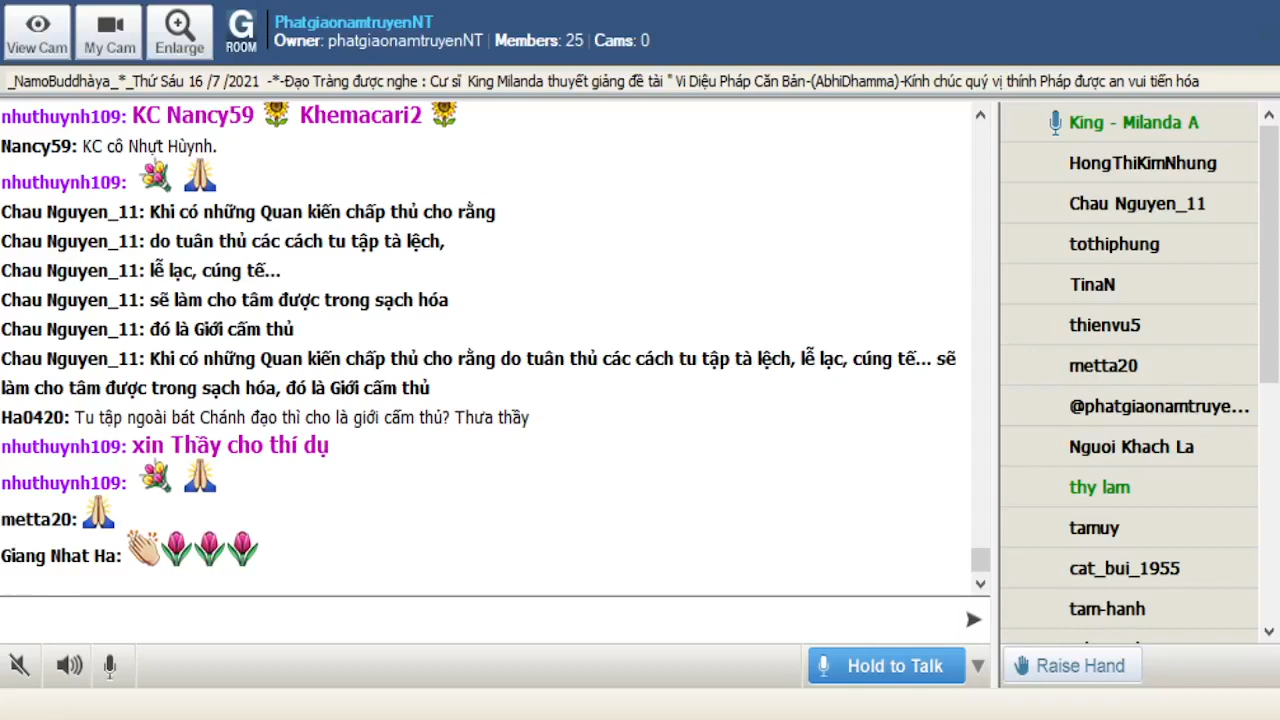 View Cam
My Cam
Enlarge
G
ROOM
PhatgiaonamtruyenNT
Owner: phatgiaonamtruyenNT | Members: 25 | Cams: 0
_NamoBuddhàya_*_Thứ Sáu 16 /7 /2021 -*-Đạo Tràng được nghe : Cư sĩ King Milanda thuyết giảng đề tài " Vi Diệu Pháp Căn Bản-(AbhiDhamma)-Kính chúc quý vị thính Pháp được an vui tiến hóa
nhuthuynh109: KC Nancy59 Khemacari2
Nancy59: KC cô Nhựt Hùynh.
nhuthuynh109:
Chau Nguyen_11: Khi có những Quan kiến chấp thủ cho rằng
Chau Nguyen_11: do tuân thủ các cách tu tập tà lệch,
Chau Nguyen_11: lễ lạc, cúng tế...
Chau Nguyen_11: sẽ làm cho tâm được trong sạch hóa
Chau Nguyen_11: đó là Giới cấm thủ
Chau Nguyen_11: Khi có những Quan kiến chấp thủ cho rằng do tuân thủ các cách tu tập tà lệch, lễ lạc, cúng tế... sẽ
làm cho tâm được trong sạch hóa, đó là Giới cấm thủ
Ha0420: Tu tập ngoài bát Chánh đạo thì cho là giới cấm thủ? Thưa thầy
nhuthuynh109: xin Thầy cho thí dụ
nhuthuynh109:
metta20:
Giang Nhat Ha:
Hold to Talk
King - Milanda A
HongThiKimNhung
Chau Nguyen_11
tothiphung
TinaN
thienvu5
metta20
@phatgiaonamtruye...
Nguoi Khach La
thy lam
tamuy
cat_bui_1955
tam-hanh
Raise Hand